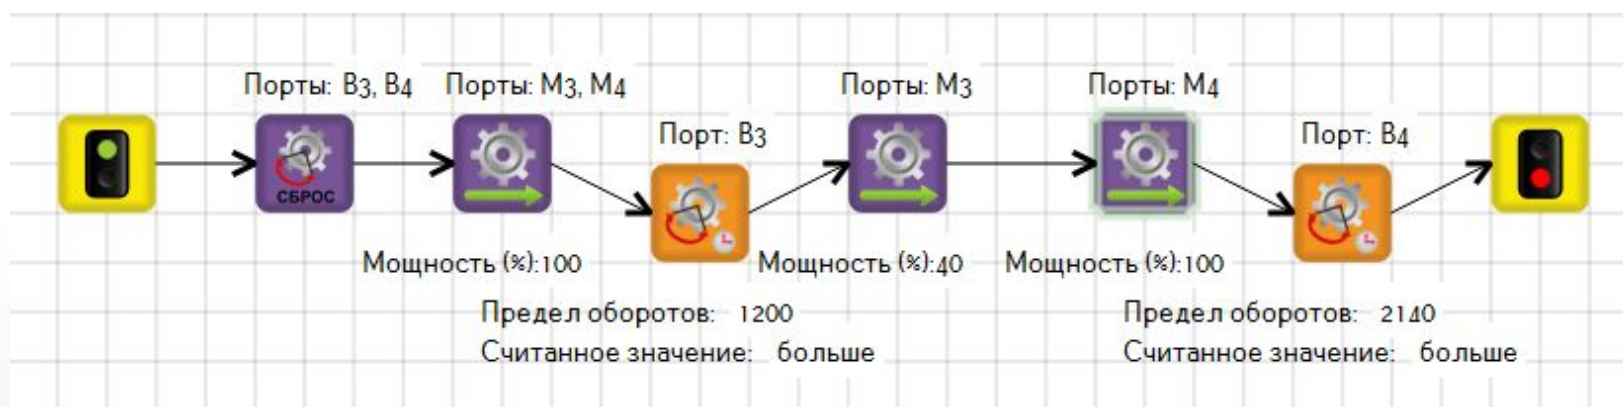 Порты: B3, B4
Порты: M3, M4
Порты: M3
Порты: M4
Порт: B3
Порт: B4
СБРОС
Мощность (%):100
Мощность (%):40
Мощность (%):100
Предел оборотов: 1200
Считанное значение: больше
Предел оборотов: 2140
Считанное значение: больше